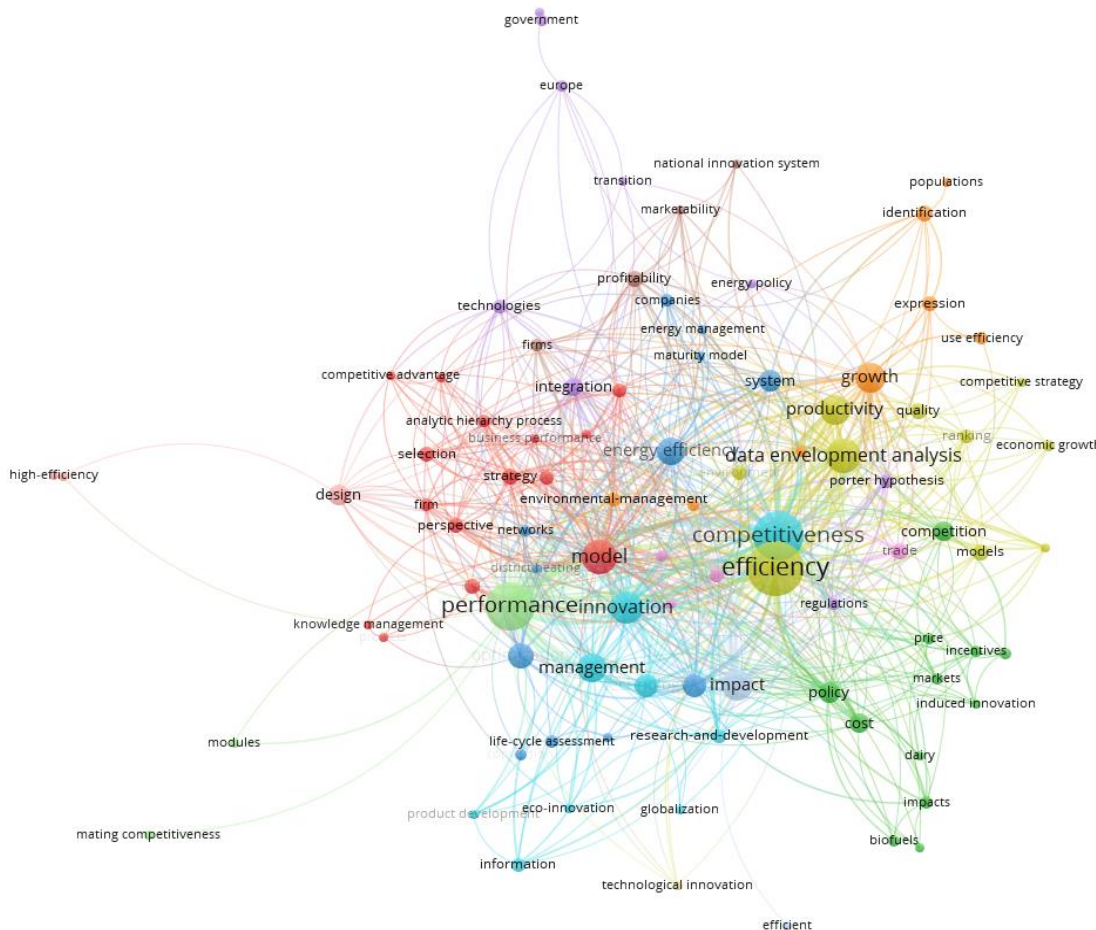 government
europe
national innovation system
transition
populations
marketability
identification
profitability
energy policy
technologies
companies
expression
energy management
use efficiency
firms
maturity model
competitive advantage
integration
system
growth
competitive strategy
productivity
quality
analytic hierarchy process
business performance
ranking
economic growth
selection
energy efficiency
data envelopment analysis
high-efficiency
strategy
porter hypothesis
design
environmental-management
firm
perspective
networks
competitiveness
competition
model
trade
models
district heating
efficiency
performance
innovation
regulations
knowledge management
price
incentives
management
impact
markets
policy
induced innovation
cost
modules
life-cycle assessment
research-and-development
dairy
impacts
product development
eco-innovation
globalization
mating competitiveness
biofuels
information
technological innovation
efficient